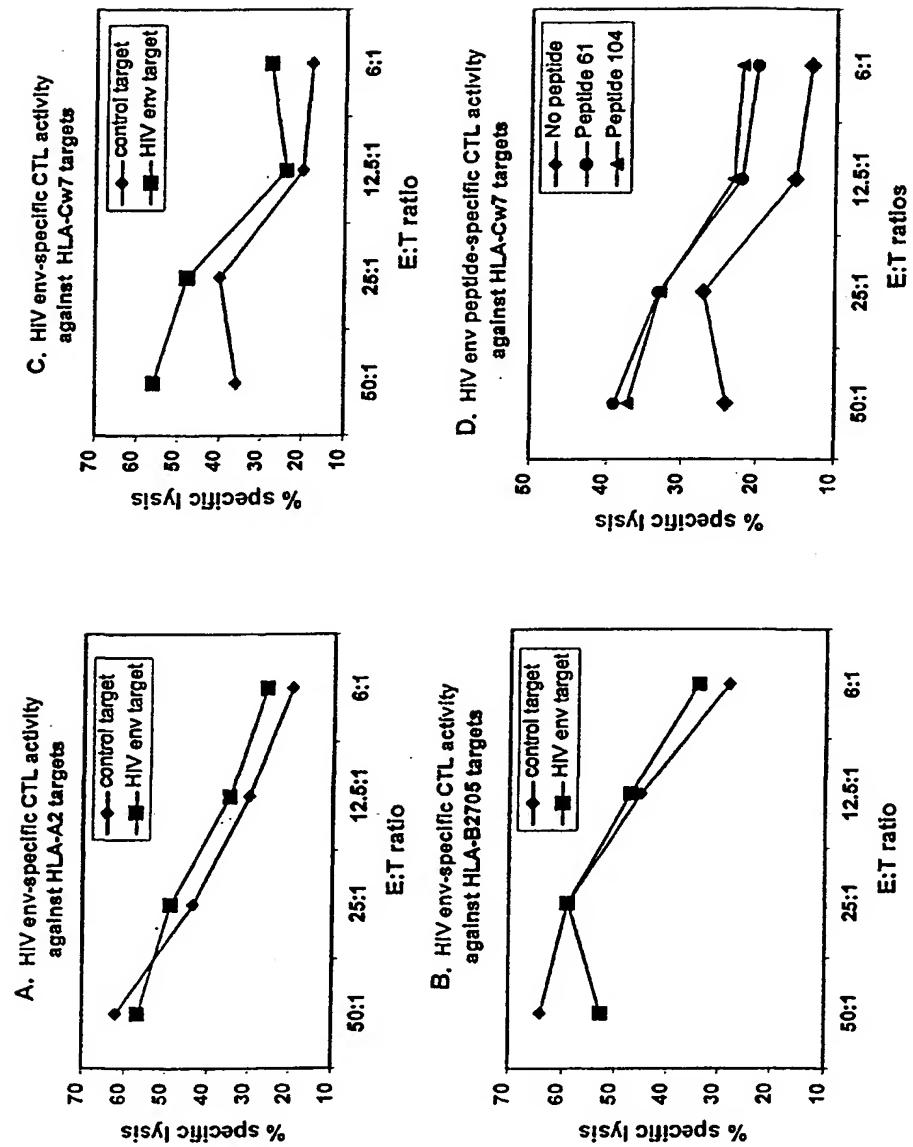 A. HIV env-specific CTL activity
against HLA-A2 targets
% specific lysis
70
60
50
40
30
20
10
control target
HIV env target
50:1
25:1
12.5:1
6:1
E:T ratio
B. HIV env-specific CTL activity
against HLA-B2705 targets
% specific lysis
70
60
50
40
30
20
10
control target
HIV env target
50:1
25:1
12.5:1
6:1
E:T ratio
C. HIV env-specific CTL activity
against HLA-Cw7 targets
% specific lysis
70
60
50
40
30
20
10
control target
HIV env target
50:1
25:1
12.5:1
6:1
E:T ratio
D. HIV env peptide-specific CTL activity
against HLA-Cw7 targets
% specific lysis
50
40
30
20
10
No peptide
Peptide 61
Peptide 104
50:1
25:1
12.5:1
6:1
E:T ratios